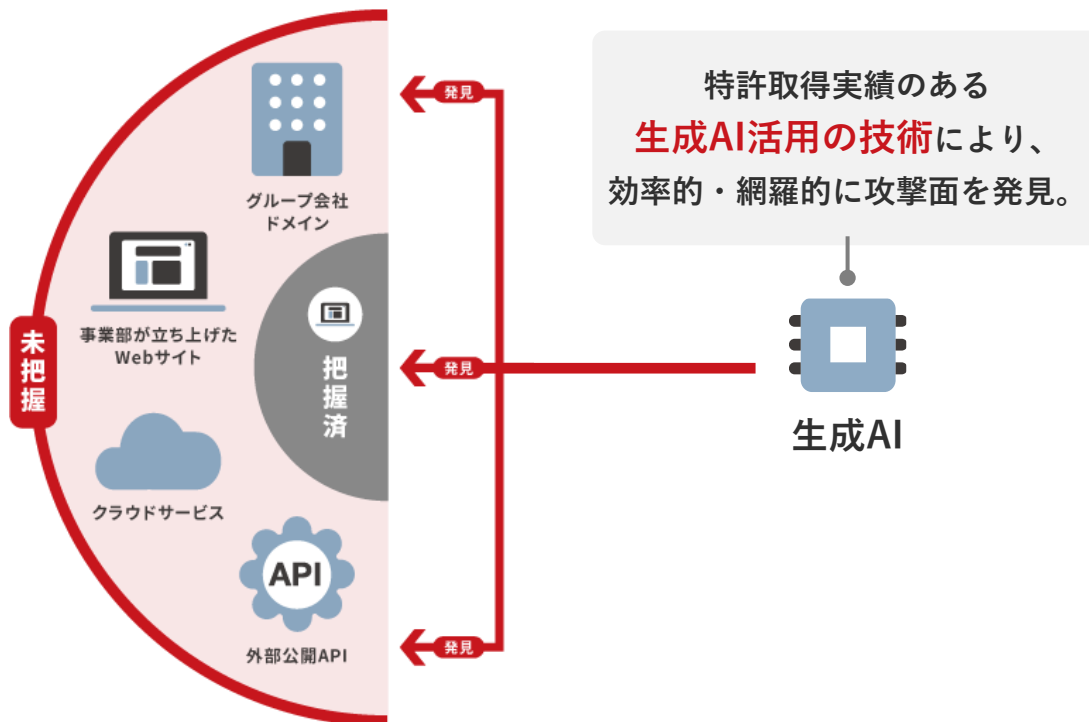 発見
グループ会社
ドメイン
事業部が立ち上げた
Webサイト
未把握
把握済
発見
クラウドサービス
API
外部公開API
発見
特許取得実績のある
生成AI活用の技術により、
効率的・網羅的に攻撃面を発見。
生成AI